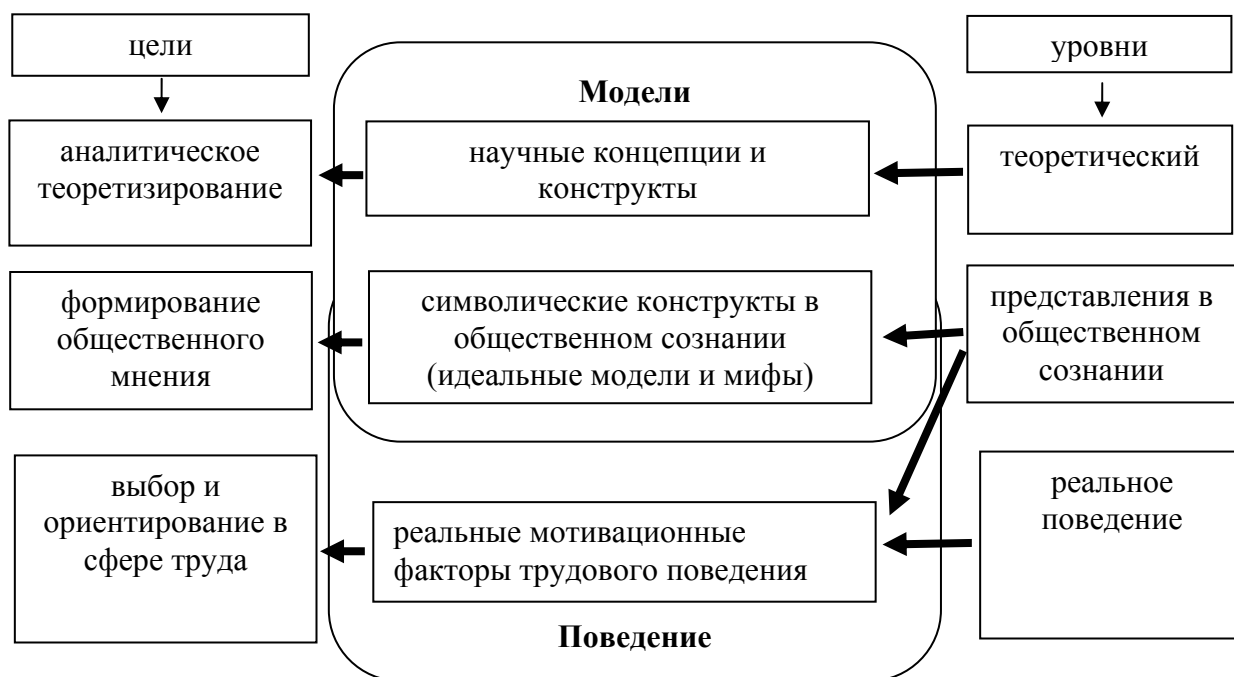 цели
уровни
Модели
аналитическое
теоретизирование
научные концепции и
конструкты
теоретический
формирование
общественного
мнения
символические конструкты в
общественном сознании
(идеальные модели и мифы)
представления в
общественном
сознании
выбор и
ориентирование в
сфере труда
реальные мотивационные
факторы трудового поведения
реальное
поведение
Поведение